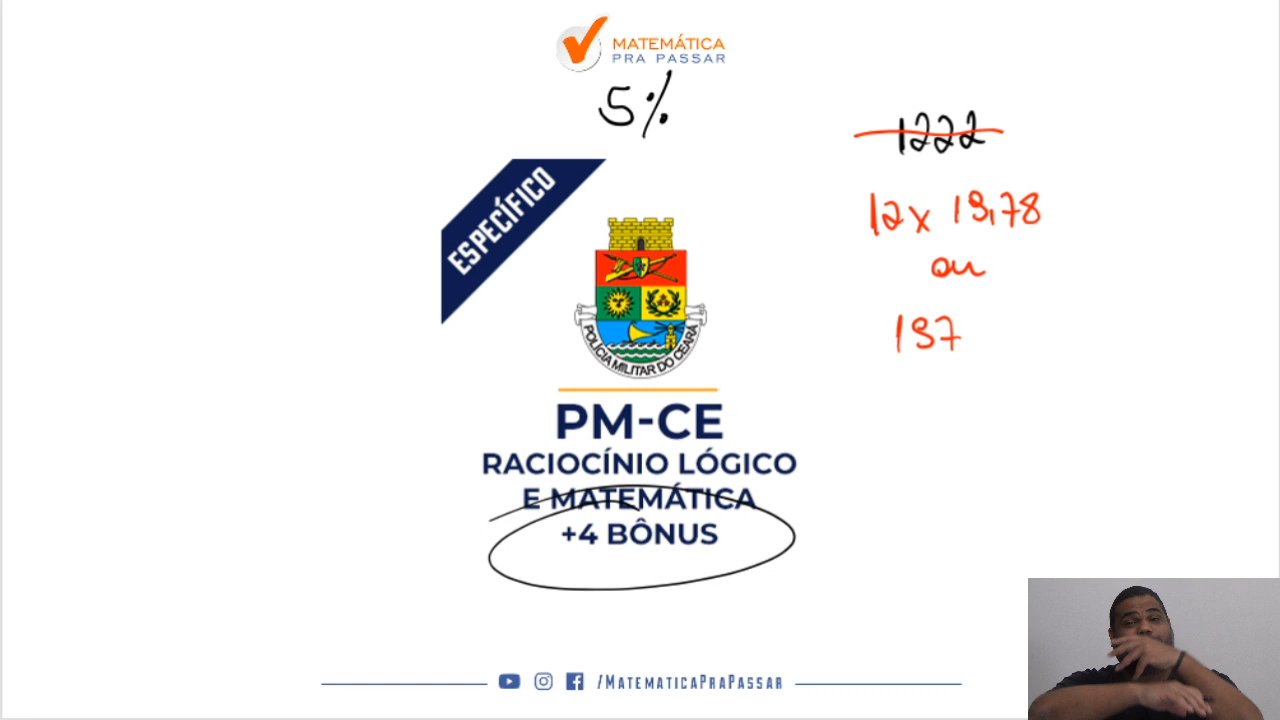 MATEMÁTICA
PRA PASSAR
5%
1222
ESPECÍFICO
12x 19,78
ou
197
POLÍCIA MILITAR DO CEARÁ
PM-CE
RACIOCÍNIO LÓGICO
E MATEMÁTICA
+4 BÔNUS
/MATEMATICAPRAPASSAR